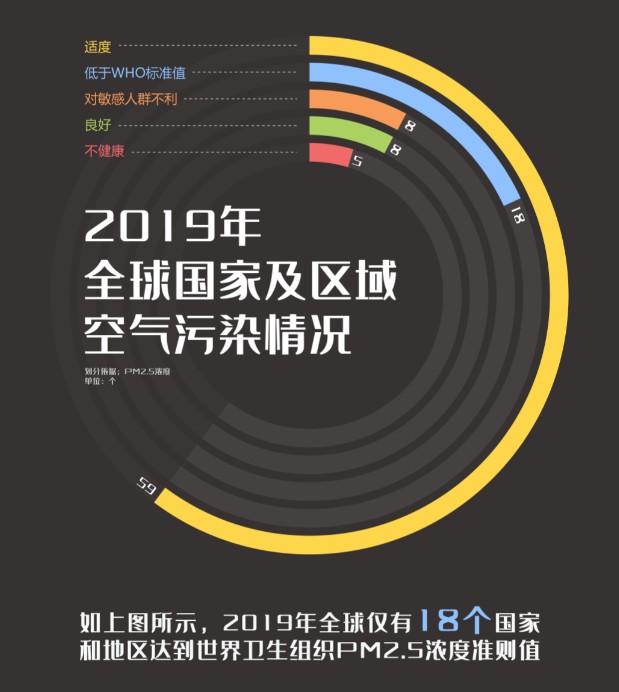 适度
低于WHO标准值
对敏感人群不利
良好
不健康
8
8
5
18
2019年
全球国家及区域
空气污染情况
划分依据：PM2.5浓度
单位：个
59
如上图所示，2019年全球仅有18个国家
和地区达到世界卫生组织PM2.5浓度准则值